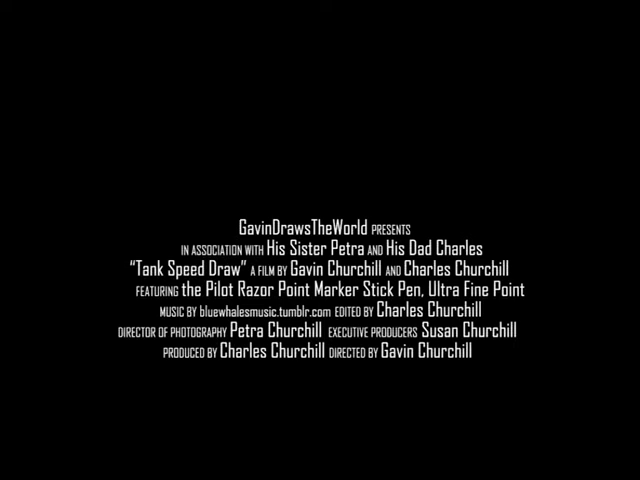 GavinDrawsTheWorld PRESENTS
IN ASSOCIATION WITH His Sister Petra AND His Dad Charles
“Tank Speed Draw” A FILM BY Gavin Churchill AND Charles Churchill
FEATURING the Pilot Razor Point Marker Stick Pen, Ultra Fine Point
MUSIC BY bluewhalesmusic.tumblr.com EDITED BY Charles Churchill
DIRECTOR OF PHOTOGRAPHY Petra Churchill EXECUTIVE PRODUCERS Susan Churchill
PRODUCED BY Charles Churchill DIRECTED BY Gavin Churchill